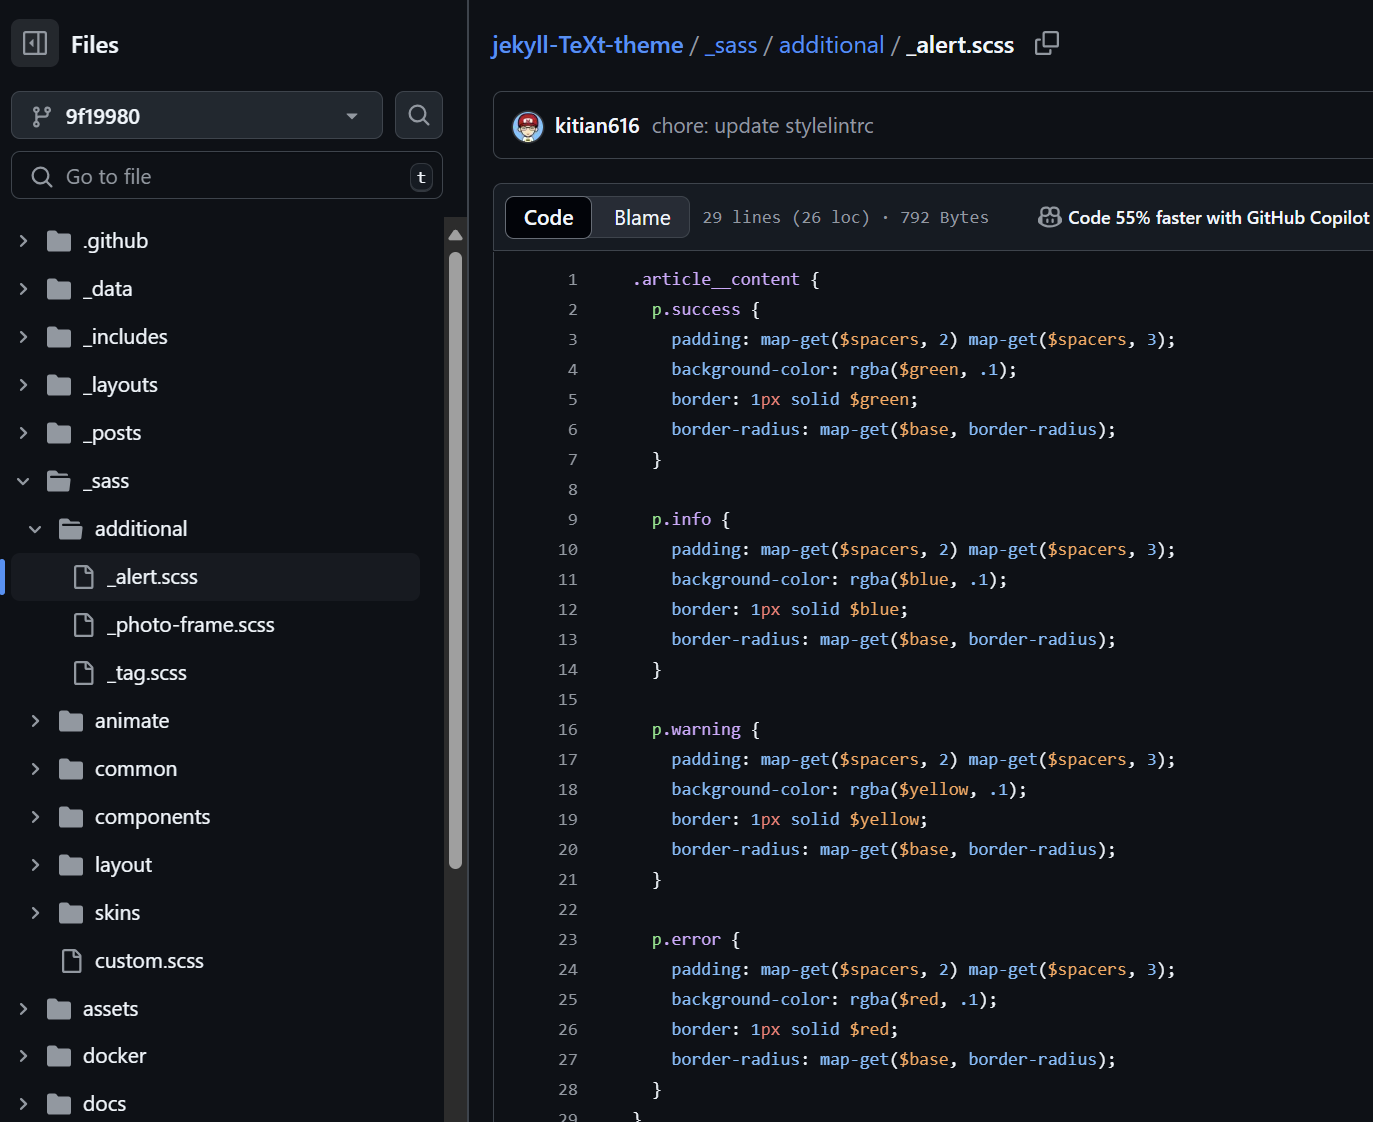 Files
9f19980
Go to file
t
.github
_data
_includes
_layouts
_posts
_sass
additional
_alert.scss
_photo-frame.scss
_tag.scss
animate
common
components
layout
skins
custom.scss
assets
docker
docs
jekyll-TeXt-theme / _sass / additional / _alert.scss
kitian616 chore: update stylelintrc
Code Blame 29 lines (26 loc) · 792 Bytes Code 55% faster with GitHub Copilot
1 .article__content {
2   p.success {
3     padding: map-get($spacers, 2) map-get($spacers, 3);
4     background-color: rgba($green, .1);
5     border: 1px solid $green;
6     border-radius: map-get($base, border-radius);
7   }
8
9   p.info {
10     padding: map-get($spacers, 2) map-get($spacers, 3);
11     background-color: rgba($blue, .1);
12     border: 1px solid $blue;
13     border-radius: map-get($base, border-radius);
14   }
15
16   p.warning {
17     padding: map-get($spacers, 2) map-get($spacers, 3);
18     background-color: rgba($yellow, .1);
19     border: 1px solid $yellow;
20     border-radius: map-get($base, border-radius);
21   }
22
23   p.error {
24     padding: map-get($spacers, 2) map-get($spacers, 3);
25     background-color: rgba($red, .1);
26     border: 1px solid $red;
27     border-radius: map-get($base, border-radius);
28   }
29 }